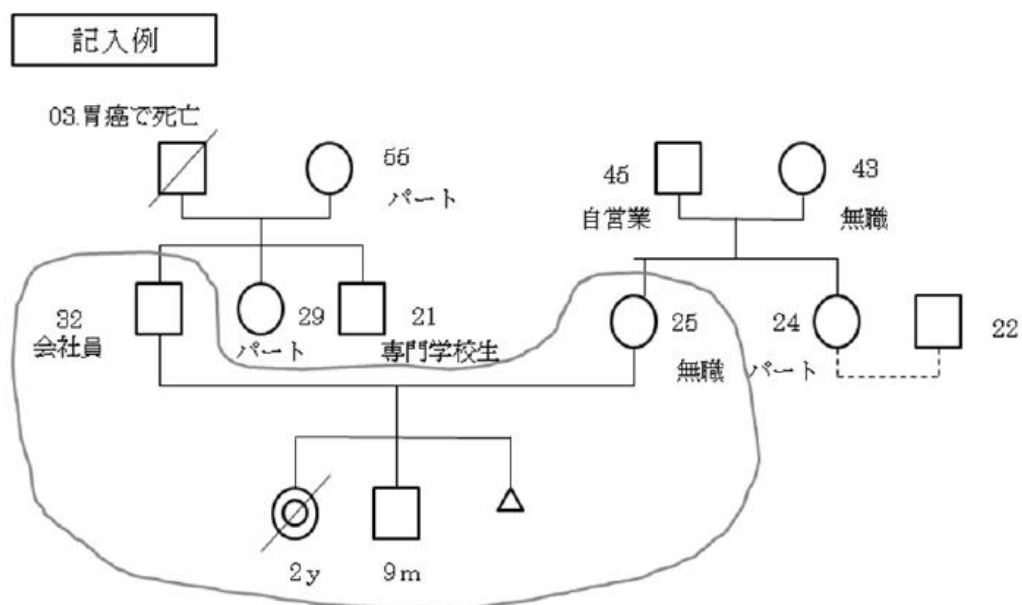 記入例
03.胃癌で死亡
55
パート
45
自営業
43
無職
32
会社員
29
パート
21
専門学校生
25
無職
24
パート
22
2y
9m